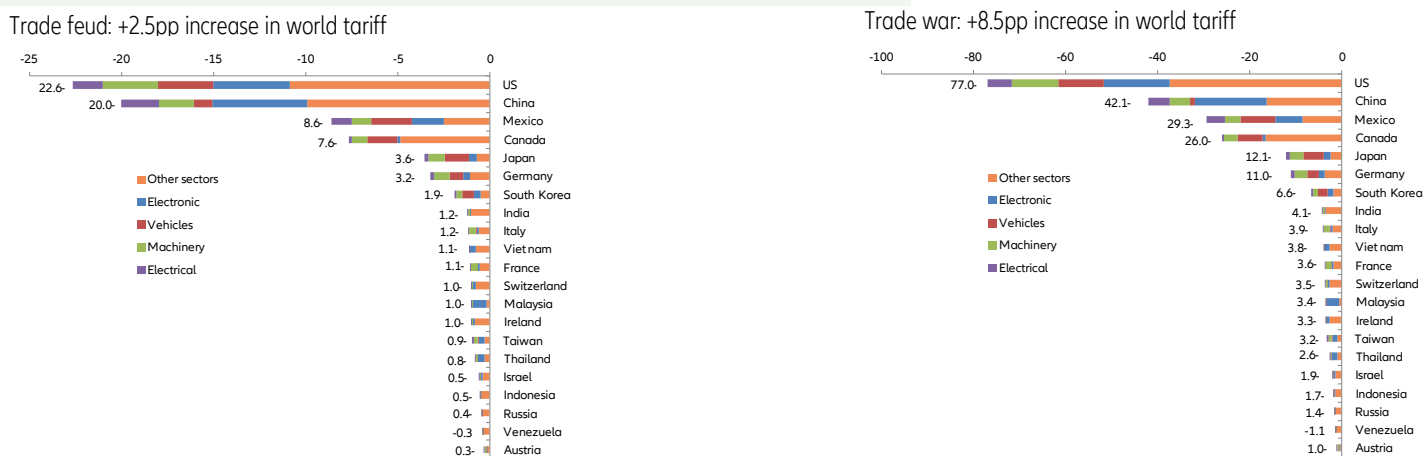 Trade feud: +2.5pp increase in world tariff
-25 -20 -15 -10 -5 0
22.6- US
20.0- China
8.6- Mexico
7.6- Canada
3.6- Japan
3.2- Germany
1.9- South Korea
1.2- India
1.2- Italy
1.1- Viet nam
1.1- France
1.0- Switzerland
1.0- Malaysia
1.0- Ireland
0.9- Taiwan
0.8- Thailand
0.5- Israel
0.5- Indonesia
0.4- Russia
-0.3 Venezuela
0.3- Austria
Other sectors
Electronic
Vehicles
Machinery
Electrical
Trade war: +8.5pp increase in world tariff
-100 -80 -60 -40 -20 0
77.0- US
42.1- China
29.3- Mexico
26.0- Canada
12.1- Japan
11.0- Germany
6.6- South Korea
4.1- India
3.9- Italy
3.8- Viet nam
3.6- France
3.5- Switzerland
3.4- Malaysia
3.3- Ireland
3.2- Taiwan
2.6- Thailand
1.9- Israel
1.7- Indonesia
1.4- Russia
-1.1 Venezuela
1.0- Austria
Other sectors
Electronic
Vehicles
Machinery
Electrical